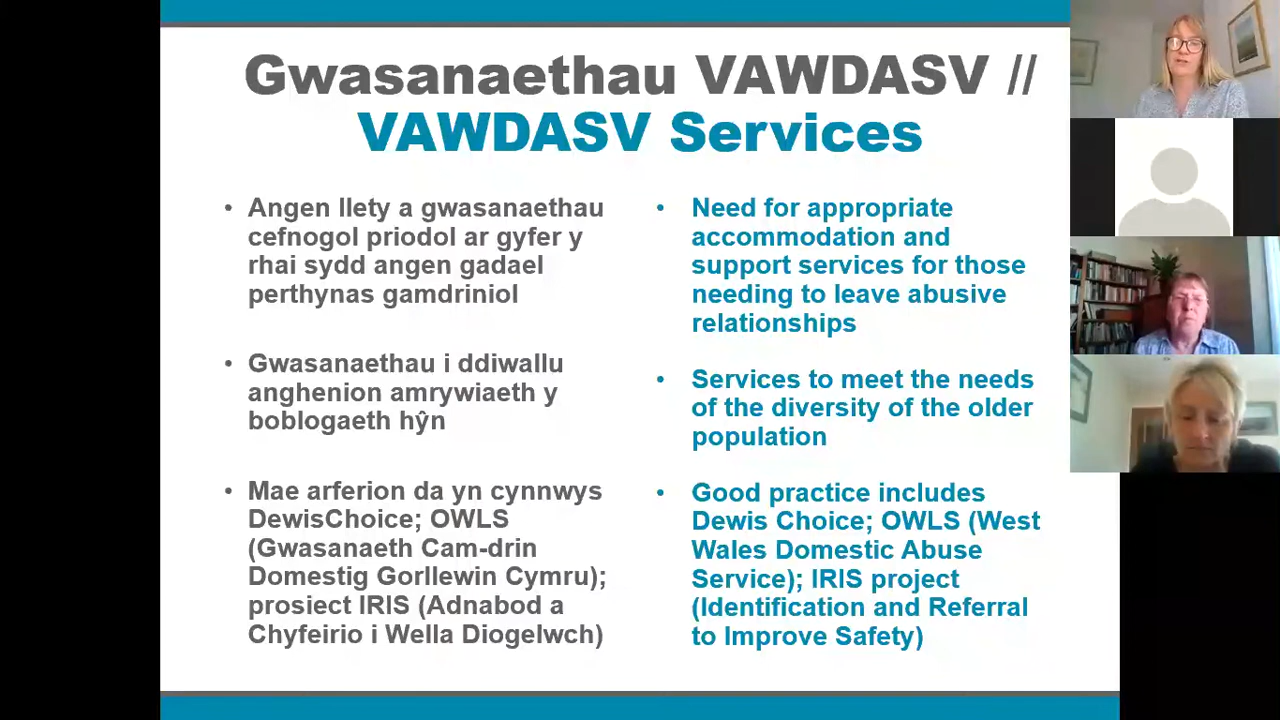 Gwasanaethau VAWDASV //
VAWDASV Services
• Angen llety a gwasanaethau
cefnogol priodol ar gyfer y
rhai sydd angen gadael
perthynas gamdriniol
• Gwasanaethau i ddiwallu
anghenion amrywiaeth y
boblogaeth hŷn
• Mae arferion da yn cynnwys
DewisChoice; OWLS
(Gwasanaeth Cam-drin
Domestig Gorllewin Cymru);
prosiect IRIS (Adnabod a
Chyfeirio i Wella Diogelwch)
• Need for appropriate
accommodation and
support services for those
needing to leave abusive
relationships
• Services to meet the needs
of the diversity of the older
population
• Good practice includes
Dewis Choice; OWLS (West
Wales Domestic Abuse
Service); IRIS project
(Identification and Referral
to Improve Safety)